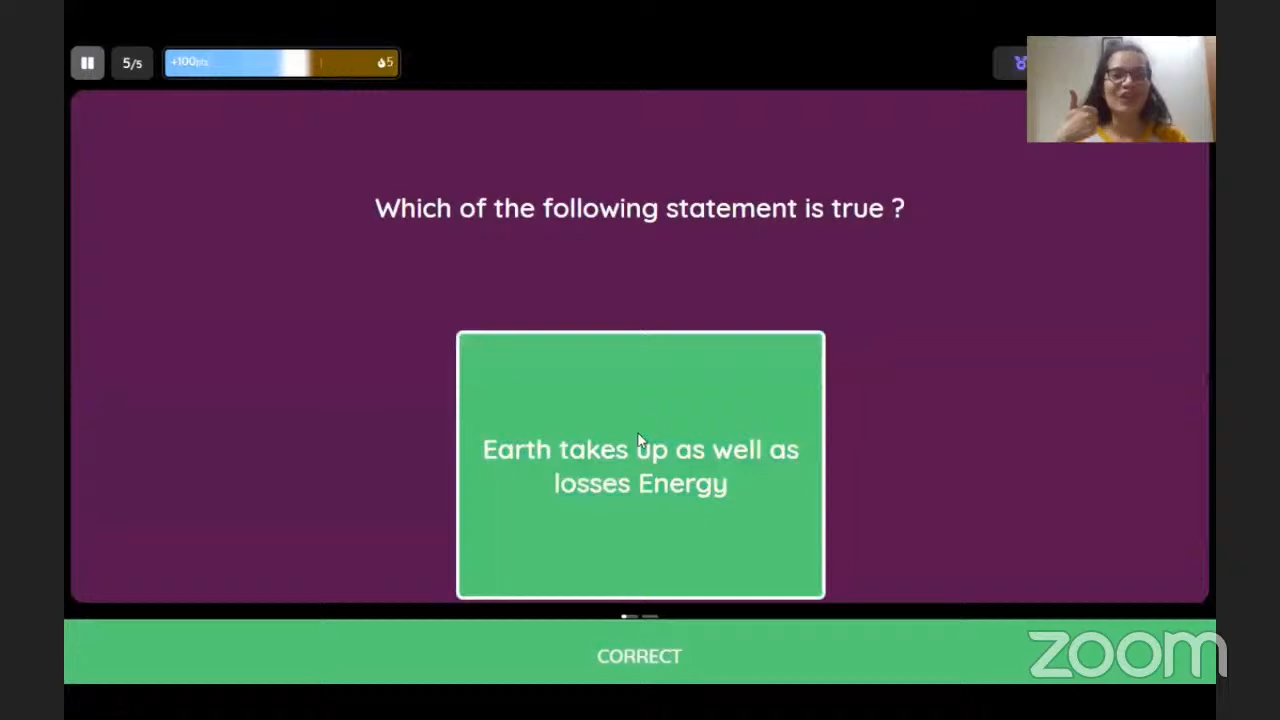 5/5
+100pts
5
Which of the following statement is true ?
Earth takes up as well as
losses Energy
CORRECT
zoom